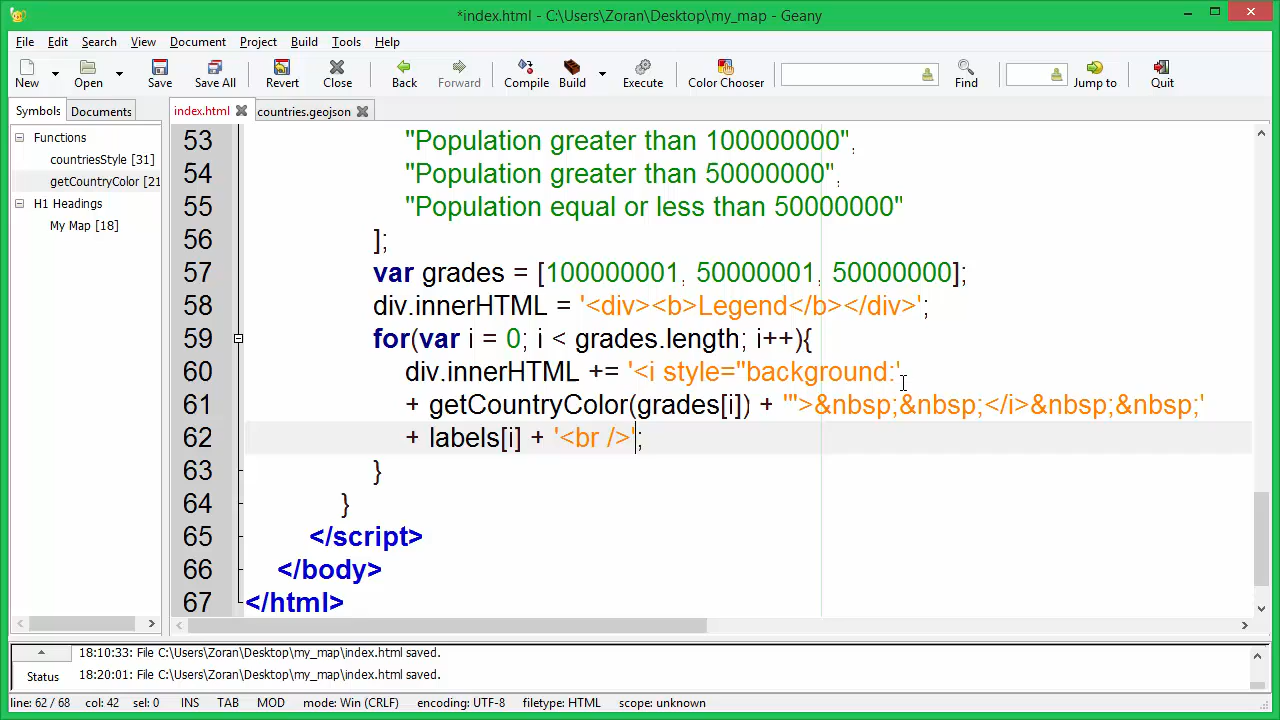 *index.html - C:\Users\Zoran\Desktop\my_map - Geany
File Edit Search View Document Project Build Tools Help
New Open Save Save All Revert Close Back Forward Compile Build Execute Color Chooser Find Jump to Quit
Symbols Documents index.html countries.geojson
Functions
countriesStyle [31]
getCountryColor [21
H1 Headings
My Map [18]
53 "Population greater than 100000000",
54 "Population greater than 50000000",
55 "Population equal or less than 50000000"
56 ];
57 var grades = [100000001, 50000001, 50000000];
58 div.innerHTML = '<div><b>Legend</b></div>';
59 for(var i = 0; i < grades.length; i++){
60 div.innerHTML += '<i style="background:'
61 + getCountryColor(grades[i]) + '">&nbsp;&nbsp;</i>&nbsp;&nbsp;'
62 + labels[i] + '<br />';
63 }
64 }
65 </script>
66 </body>
67 </html>
Status
18:10:33: File C:\Users\Zoran\Desktop\my_map\index.html saved.
18:20:01: File C:\Users\Zoran\Desktop\my_map\index.html saved.
line: 62 / 68 col: 42 sel: 0 INS TAB MOD mode: Win (CRLF) encoding: UTF-8 filetype: HTML scope: unknown